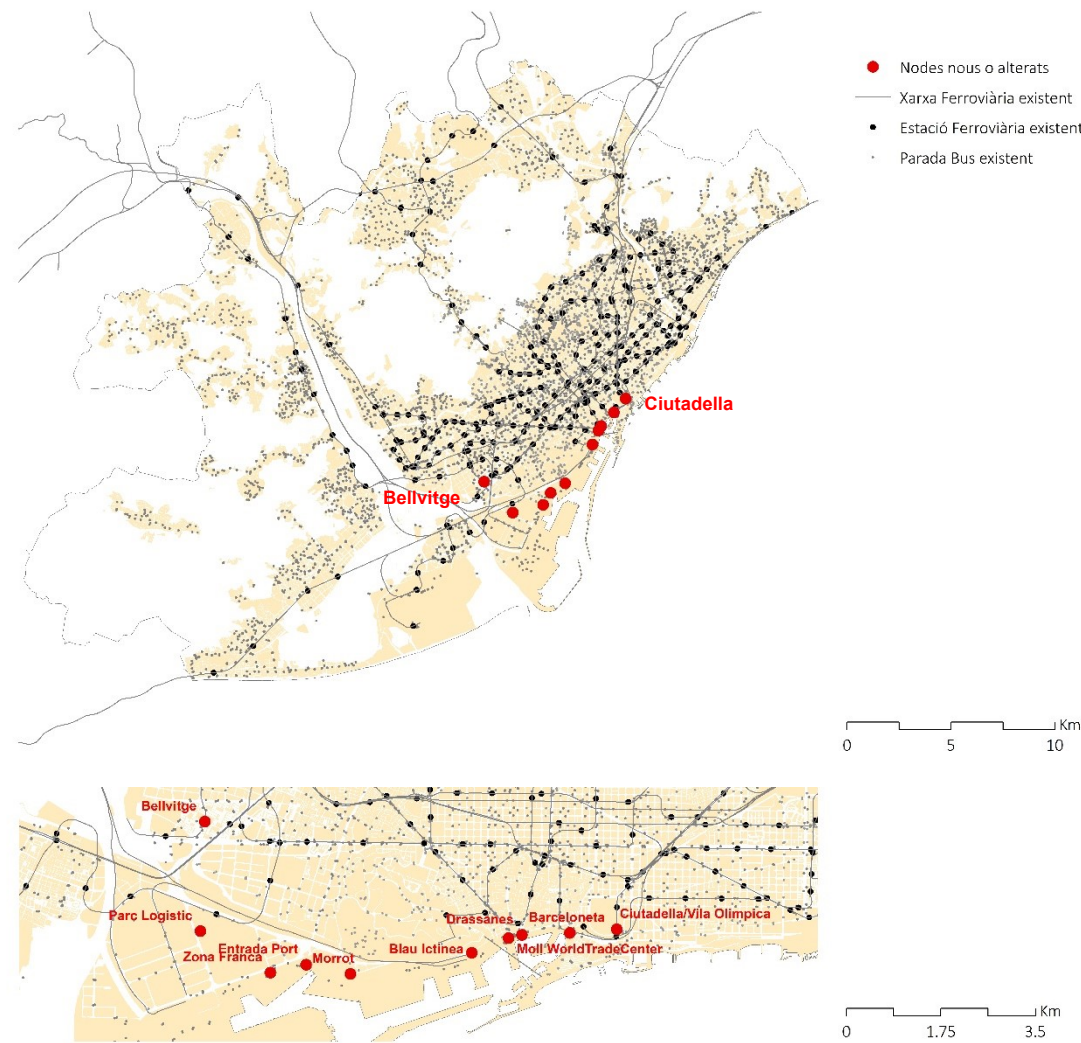 Nodes nous o alterats
Xarxa Ferroviària existent
Estació Ferroviària existent
Parada Bus existent
Ciutadella
Bellvitge
Km
0 5 10
Bellvitge
Parç Logistic
Drassanes
Barceloneta
Ciutadella/Vila Olimpica
Entrada Port
Zona Franca
Morrot
Blau Ictinea
Moll WorldTradeCenter
Km
0 1.75 3.5